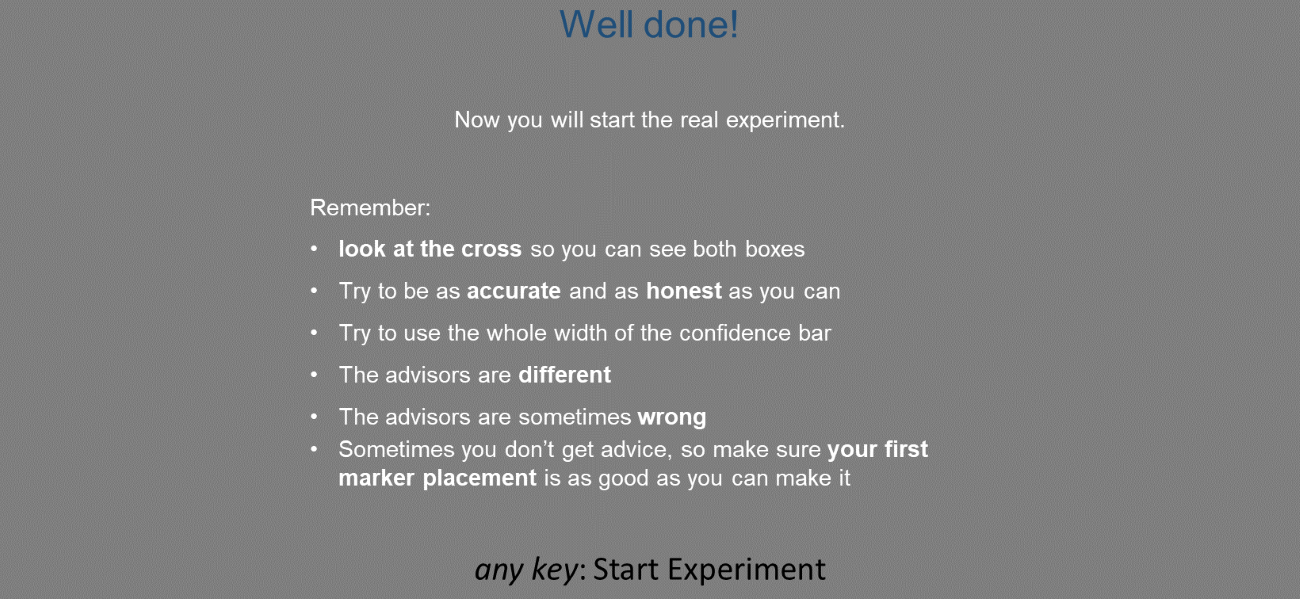 Well done!
Now you will start the real experiment.
Remember:
• look at the cross so you can see both boxes
• Try to be as accurate and as honest as you can
• Try to use the whole width of the confidence bar
• The advisors are different
• The advisors are sometimes wrong
• Sometimes you don’t get advice, so make sure your first
marker placement is as good as you can make it
any key: Start Experiment